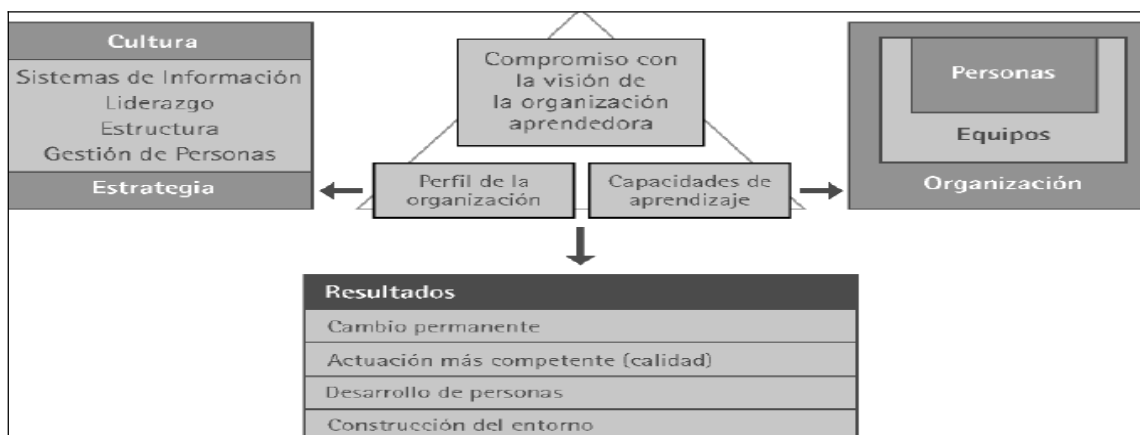 Cultura
Sistemas de Información
Liderazgo
Estructura
Gestión de Personas
Estrategia
Compromiso con
la visión de
la organización
aprendedora
Perfil de la
organización
Capacidades de
aprendizaje
Personas
Equipos
Organización
Resultados
Cambio permanente
Actuación más competente (calidad)
Desarrollo de personas
Construcción del entorno